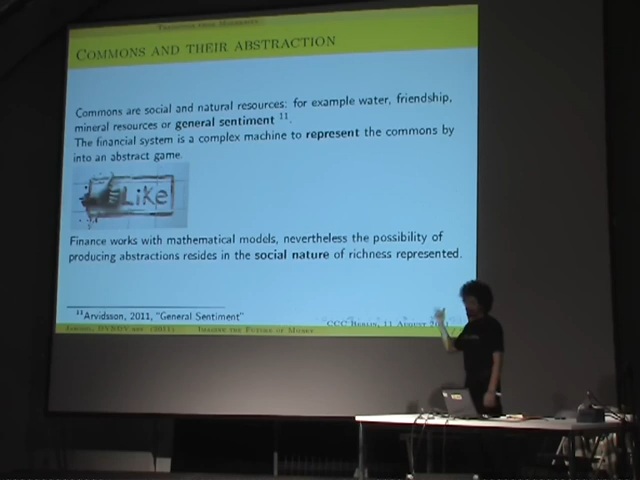 COMMONS AND THEIR ABSTRACTION
Commons are social and natural resources: for example water, friendship,
mineral resources or general sentiment 11.
The financial system is a complex machine to represent the commons by
into an abstract game.
LiKe
Finance works with mathematical models, nevertheless the possibility of
producing abstractions resides in the social nature of richness represented.
11Arvidsson, 2011, "General Sentiment"
CCC Berlin, 11 August
(2011) Imagine the Future of Money